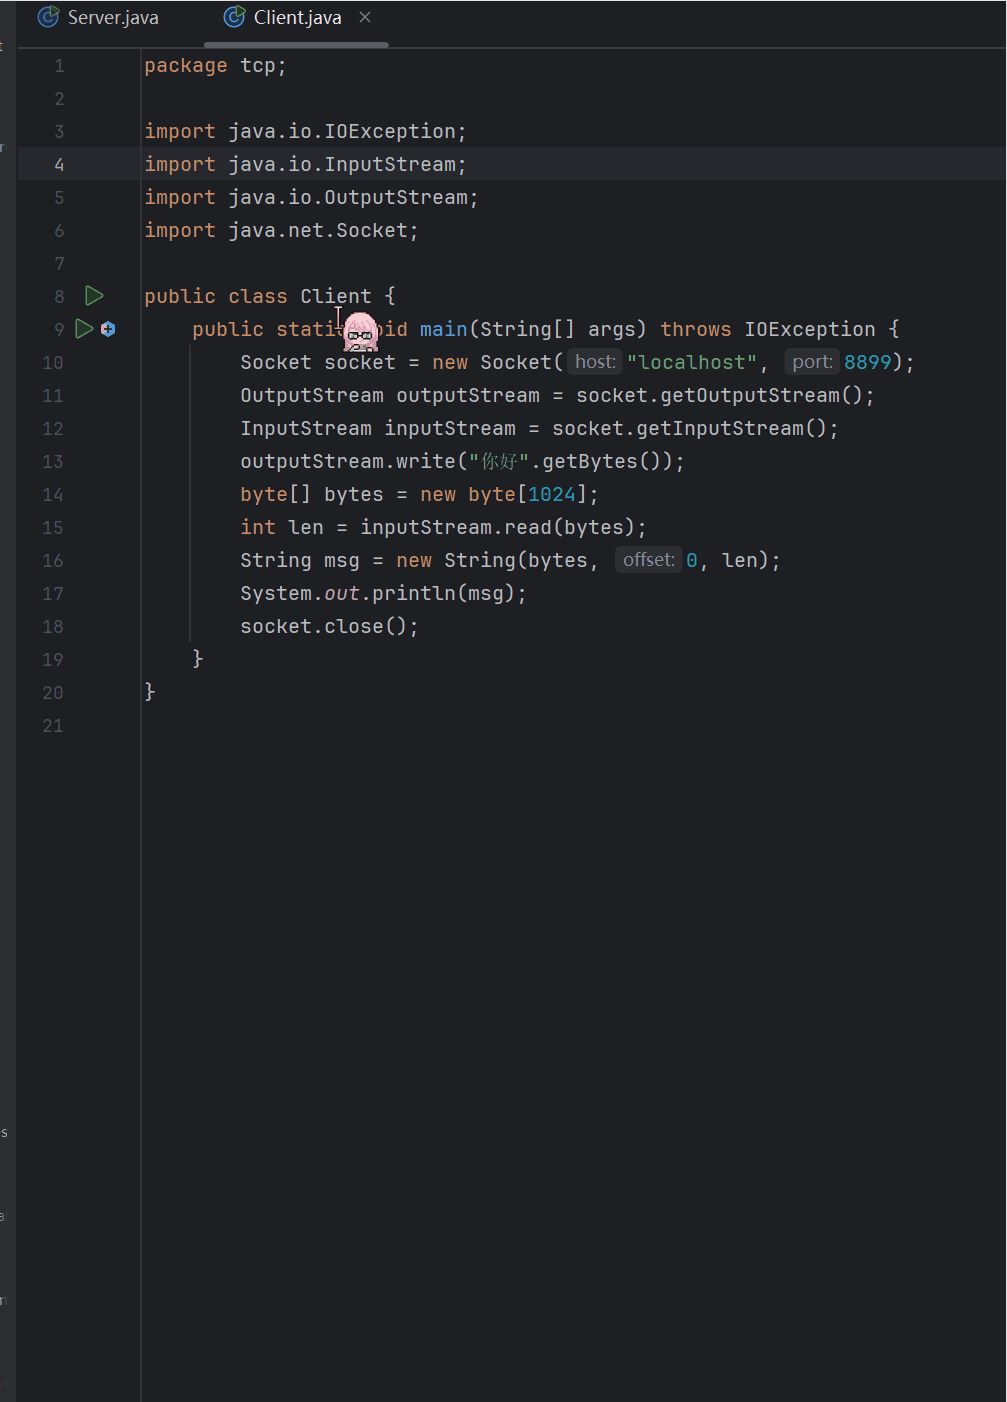 Server.java Client.java
1 package tcp;
2
3 import java.io.IOException;
4 import java.io.InputStream;
5 import java.io.OutputStream;
6 import java.net.Socket;
7
8 public class Client {
9 public stati id main(String[] args) throws IOException {
10 Socket socket = new Socket( host: "localhost", port: 8899);
11 OutputStream outputStream = socket.getOutputStream();
12 InputStream inputStream = socket.getInputStream();
13 outputStream.write("你好".getBytes());
14 byte[] bytes = new byte[1024];
15 int len = inputStream.read(bytes);
16 String msg = new String(bytes, offset: 0, len);
17 System.out.println(msg);
18 socket.close();
19 }
20 }
21